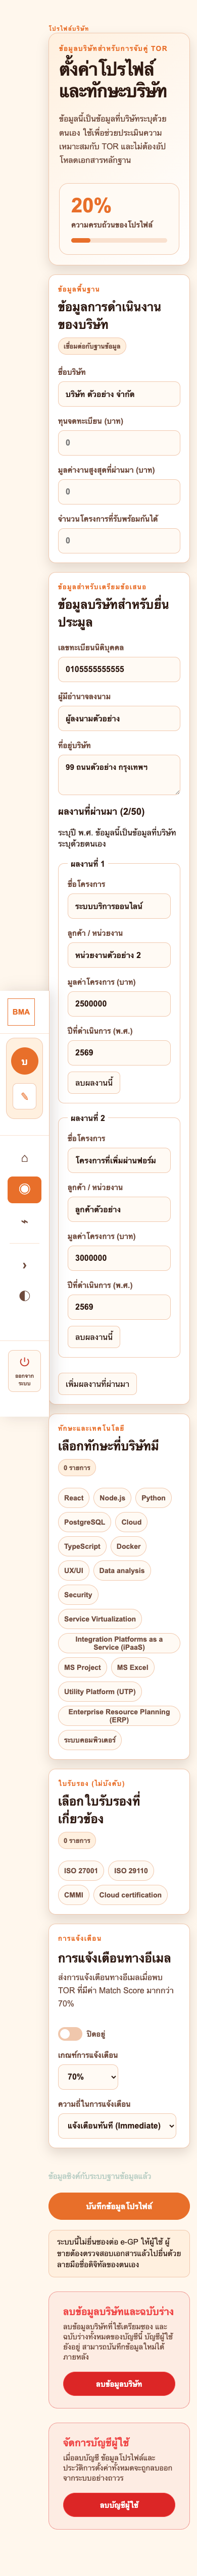 โปรไฟล์บริษัท
ข้อมูลบริษัทสำหรับการจับคู่ TOR
ตั้งค่าโปรไฟล์
และทักษะบริษัท
ข้อมูลนี้เป็นข้อมูลที่บริษัทระบุด้วย
ตนเอง ใช้เพื่อช่วยประเมินความ
เหมาะสมกับ TOR และไม่ต้องอัป
โหลดเอกสารหลักฐาน
20%
ความครบถ้วนของโปรไฟล์
ข้อมูลพื้นฐาน
ข้อมูลการดำเนินงาน
ของบริษัท
เชื่อมต่อกับฐานข้อมูล
ชื่อบริษัท
บริษัท ตัวอย่าง จำกัด
ทุนจดทะเบียน (บาท)
0
มูลค่างานสูงสุดที่ผ่านมา (บาท)
0
จำนวนโครงการที่รับพร้อมกันได้
0
ข้อมูลสำหรับเตรียมข้อเสนอ
ข้อมูลบริษัทสำหรับยื่น
ประมูล
เลขทะเบียนนิติบุคคล
0105555555555
ผู้มีอำนาจลงนาม
ผู้ลงนามตัวอย่าง
ที่อยู่บริษัท
99 ถนนตัวอย่าง กรุงเทพฯ
ผลงานที่ผ่านมา (2/50)
ระบุปี พ.ศ. ข้อมูลนี้เป็นข้อมูลที่บริษัท
ระบุด้วยตนเอง
ผลงานที่ 1
ชื่อโครงการ
ระบบบริการออนไลน์
ลูกค้า / หน่วยงาน
หน่วยงานตัวอย่าง 2
มูลค่าโครงการ (บาท)
2500000
ปีที่ดำเนินการ (พ.ศ.)
2569
ลบผลงานนี้
ผลงานที่ 2
ชื่อโครงการ
โครงการที่เพิ่มผ่านฟอร์ม
ลูกค้า / หน่วยงาน
ลูกค้าตัวอย่าง
มูลค่าโครงการ (บาท)
3000000
ปีที่ดำเนินการ (พ.ศ.)
2569
ลบผลงานนี้
เพิ่มผลงานที่ผ่านมา
BMA
บ
ออกจาก
ระบบ
ทักษะและเทคโนโลยี
เลือกทักษะที่บริษัทมี
0 รายการ
React
Node.js
Python
PostgreSQL
Cloud
TypeScript
Docker
UX/UI
Data analysis
Security
Service Virtualization
Integration Platforms as a
Service (iPaaS)
MS Project
MS Excel
Utility Platform (UTP)
Enterprise Resource Planning
(ERP)
ระบบคอมพิวเตอร์
ใบรับรอง (ไม่บังคับ)
เลือกใบรับรองที่
เกี่ยวข้อง
0 รายการ
ISO 27001
ISO 29110
CMMI
Cloud certification
การแจ้งเตือน
การแจ้งเตือนทางอีเมล
ส่งการแจ้งเตือนทางอีเมลเมื่อพบ
TOR ที่มีค่า Match Score มากกว่า
70%
ปิดอยู่
เกณฑ์การแจ้งเตือน
70%
ความถี่ในการแจ้งเตือน
แจ้งเตือนทันที (Immediate)
ข้อมูลซิงค์กับระบบฐานข้อมูลแล้ว
บันทึกข้อมูลโปรไฟล์
ระบบนี้ไม่ยื่นซองต่อ e-GP ให้ผู้ใช้ ผู้
ขายต้องตรวจสอบเอกสารแล้วไปยื่นด้วย
ลายมือชื่อดิจิทัลของตนเอง
ลบข้อมูลบริษัทและฉบับร่าง
ลบข้อมูลบริษัทที่ใช้เตรียมซอง และ
ฉบับร่างทั้งหมดของบัญชีนี้ บัญชีผู้ใช้
ยังอยู่ สามารถบันทึกข้อมูลใหม่ได้
ภายหลัง
ลบข้อมูลบริษัท
จัดการบัญชีผู้ใช้
เมื่อลบบัญชี ข้อมูลโปรไฟล์และ
ประวัติการตั้งค่าทั้งหมดจะถูกลบออก
จากระบบอย่างถาวร
ลบบัญชีผู้ใช้